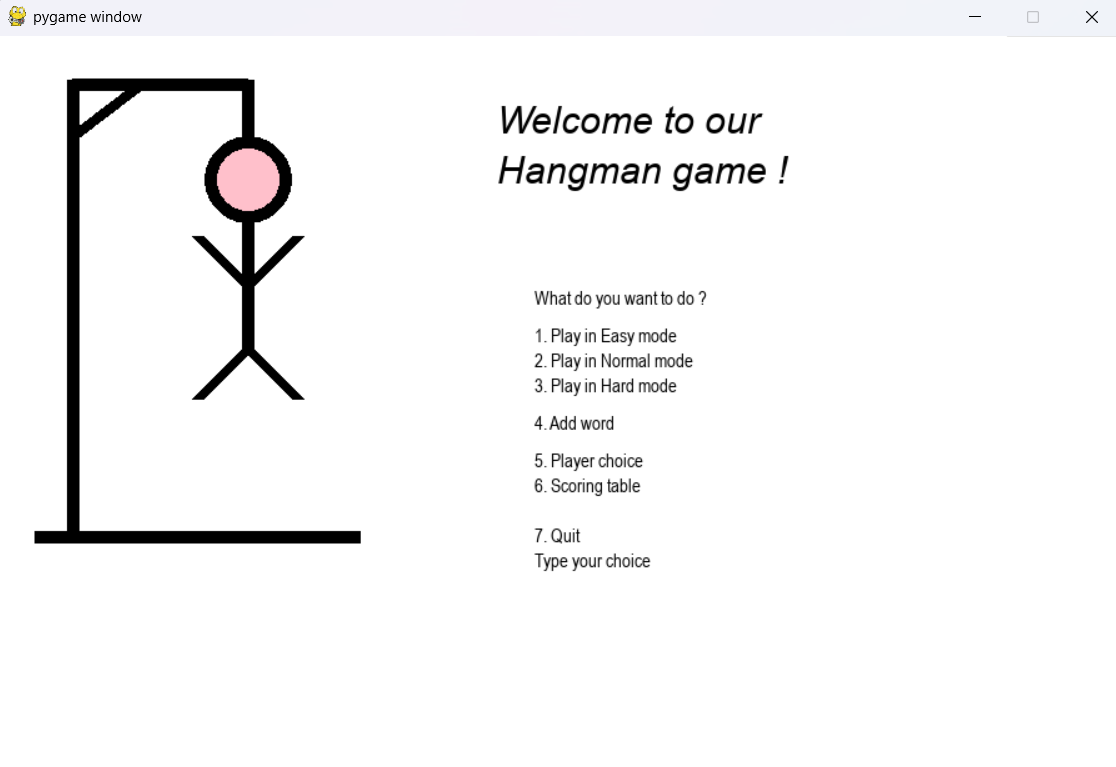 pygame window
Welcome to our
Hangman game !
What do you want to do ?
1. Play in Easy mode
2. Play in Normal mode
3. Play in Hard mode
4. Add word
5. Player choice
6. Scoring table
7. Quit
Type your choice